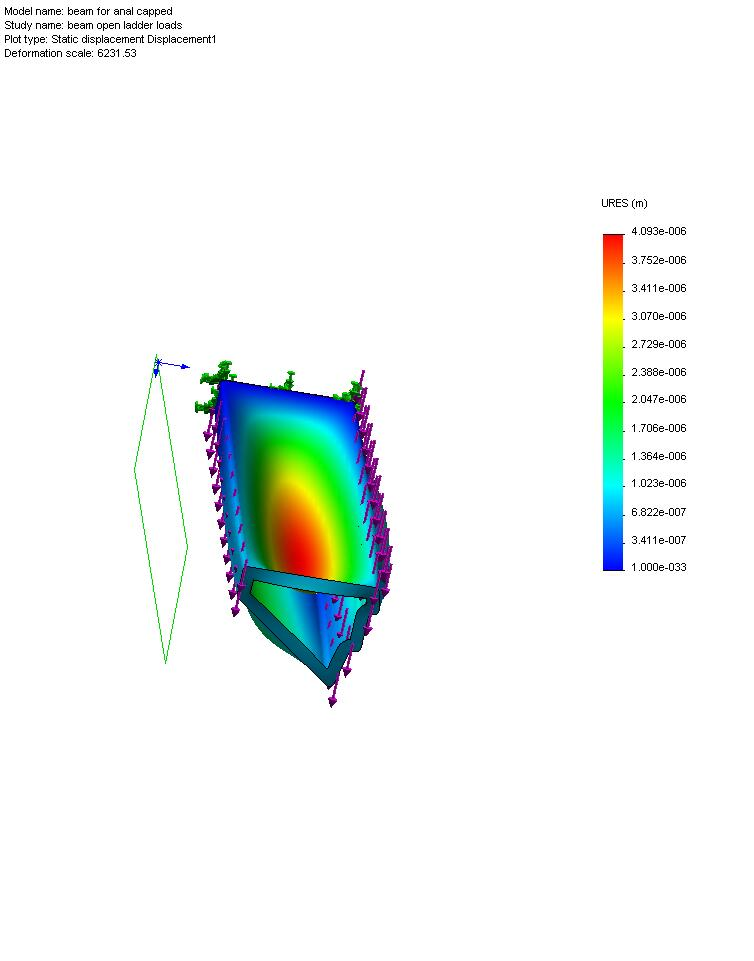 Model name: beam for anal capped
Study name: beam open ladder loads
Plot type: Static displacement Displacement1
Deformation scale: 6231.53
URES (m)
4.093e-006
3.752e-006
3.411e-006
3.070e-006
2.729e-006
2.388e-006
2.047e-006
1.706e-006
1.364e-006
1.023e-006
6.822e-007
3.411e-007
1.000e-033